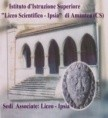 Istituto d'Istruzione Superiore
"Liceo Scientifico - Ipsia" di Amantea (CS)
Sedi Associate: Liceo - Ipsia